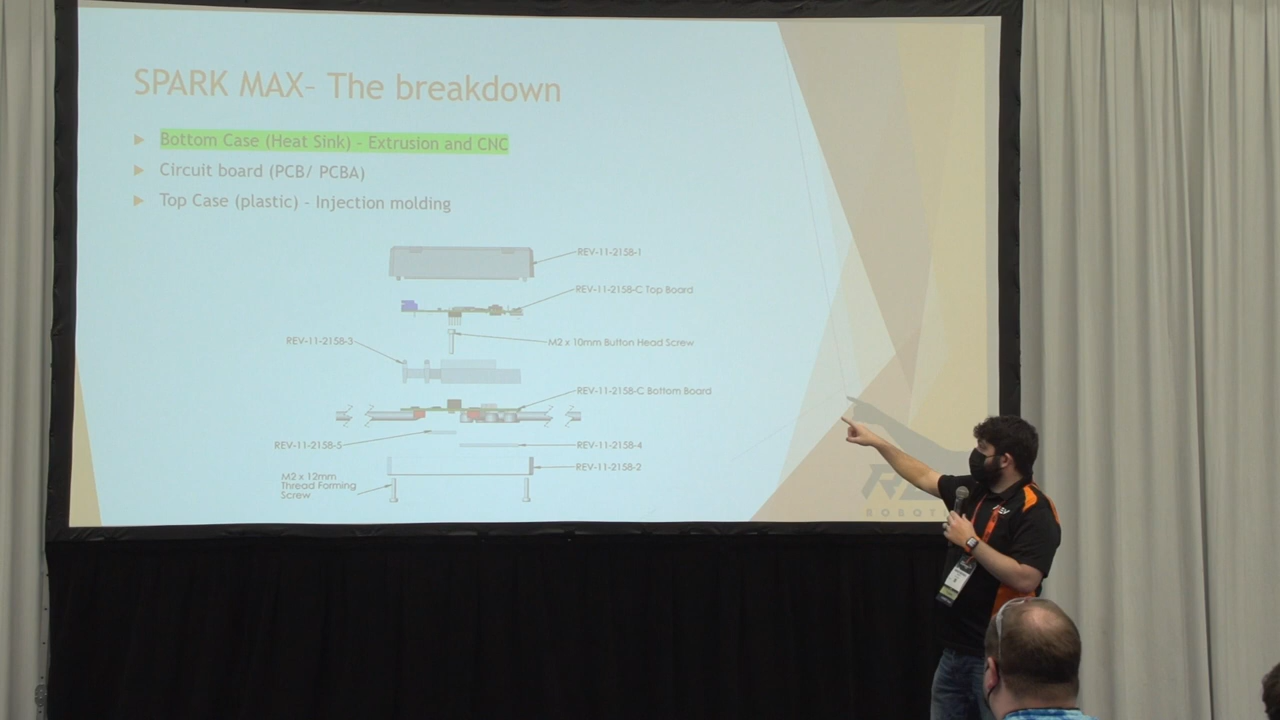 SPARK MAX- The breakdown
Bottom Case (Heat Sink) - Extrusion and CNC
Circuit board (PCB/ PCBA)
Top Case (plastic) - Injection molding
REV-11-2158-1
REV-11-2158-C Top Board
REV-11-2158-3
M2 x 10mm Button Head Screw
REV-11-2158-C Bottom Board
REV-11-2158-5
REV-11-2158-4
REV-11-2158-2
M2 x 12mm
Thread Forming
Screw